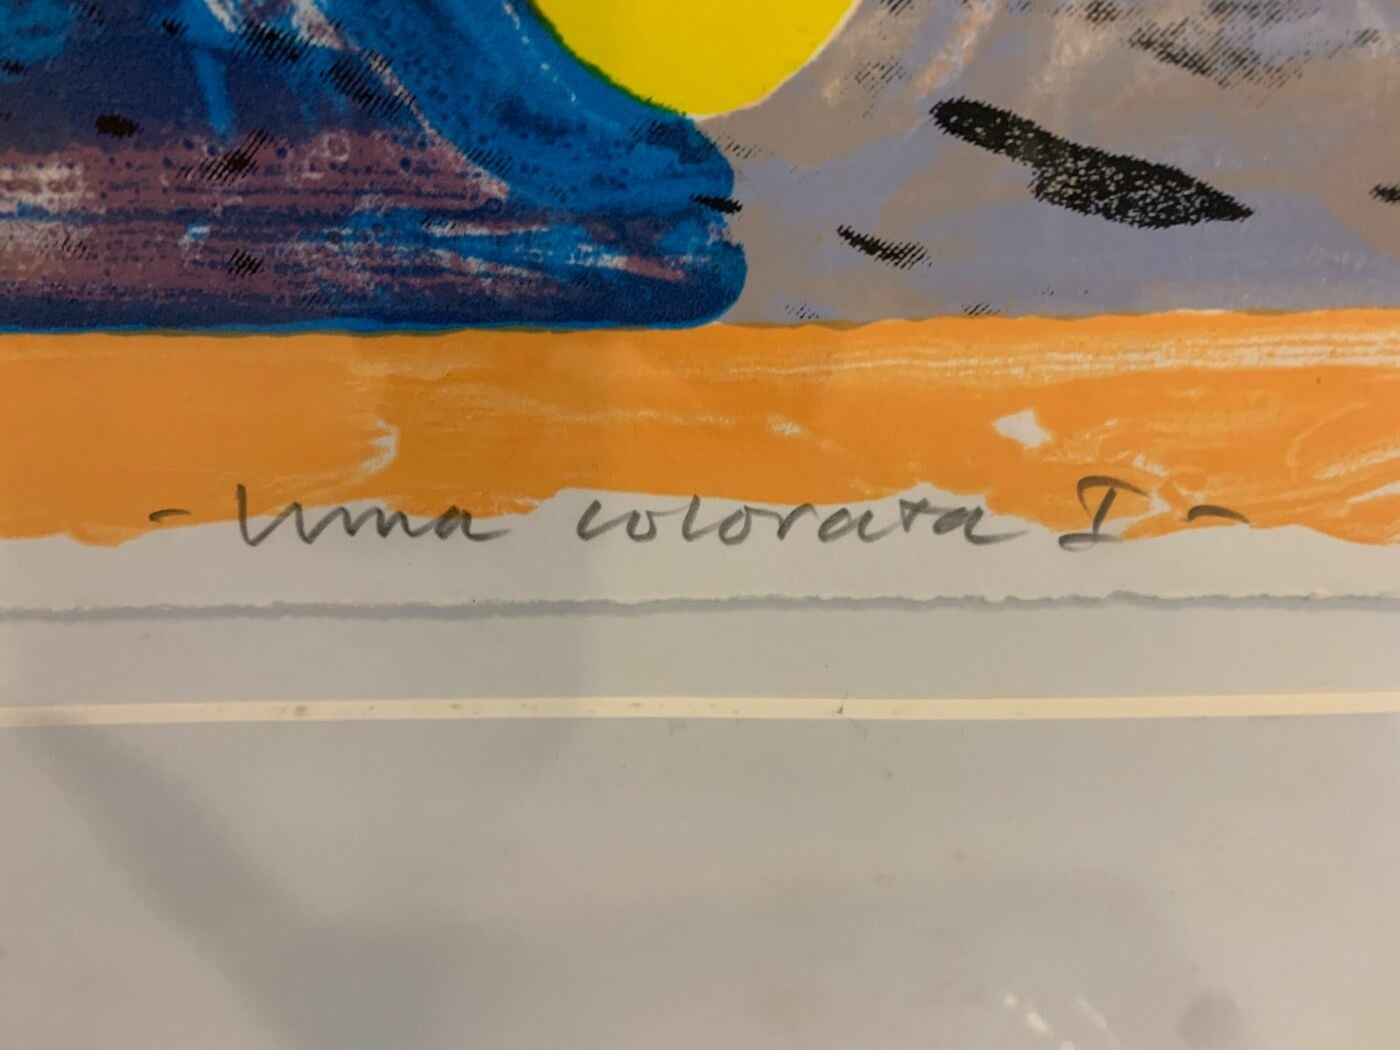 - Luna colorata I -